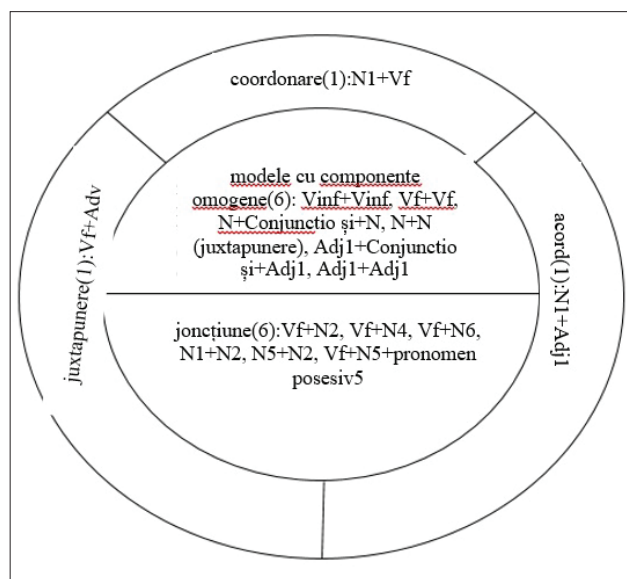 coordonare(1):N1+Vf
juxtapunere(1):Vf+Adv
modele cu componente
omogene(6): Vinf+Vinf, Vf+Vf,
N+Conjunctio și+N, N+N
(juxtapunere), Adj1+Conjunctio
și+Adj1, Adj1+Adj1
acord(1):N1+Adj1
joncțiune(6):Vf+N2, Vf+N4, Vf+N6,
N1+N2, N5+N2, Vf+N5+pronomen
posesiv5